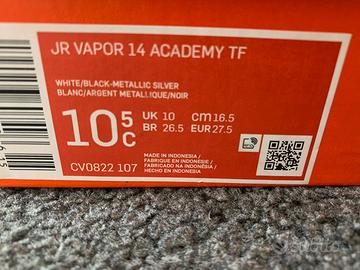 JR VAPOR 14 ACADEMY TF
WHITE/BLACK-METALLIC SILVER
BLANC/ARGENT METALLIQUE/NOIR
10 5 C
UK 10 cm 16.5
BR 26.5 EUR 27.5
MADE IN INDONESIA /
FABRIQUÉ EN INDONÉSIE /
FABRICADO NA INDONÉSIA /
HECHO EN INDONESIA
CV0822 107